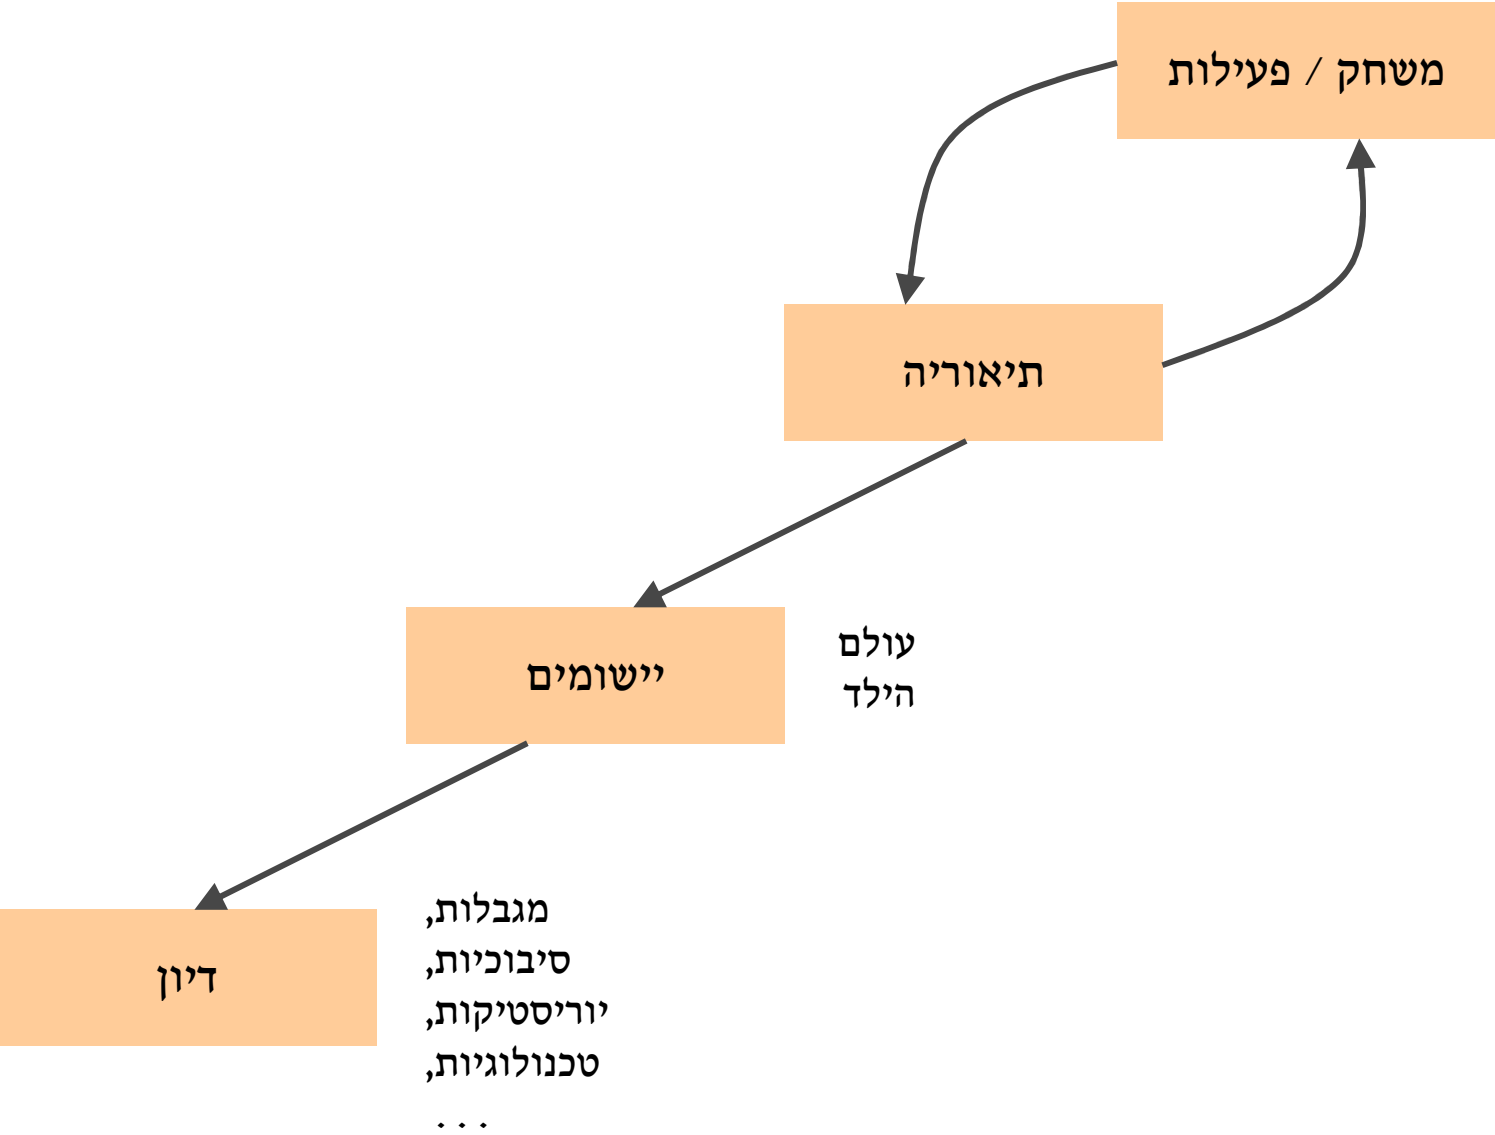 משחק / פעילות
תיאוריה
יישומים
עולם
הילד
דיון
מגבלות,
סיבוכיות,
יוריסטיקות,
טכנולוגיות,
...